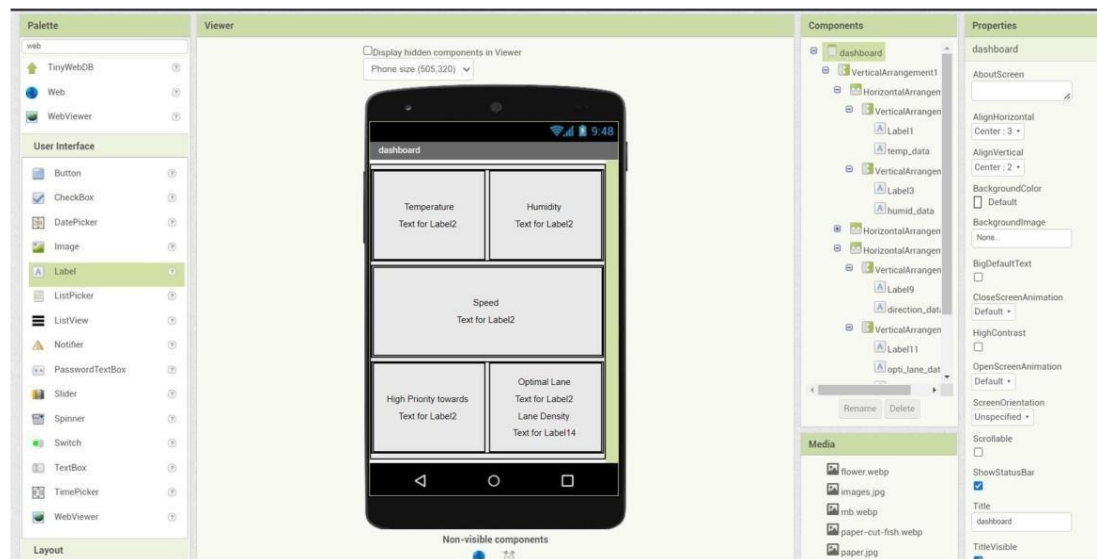 Palette
web
TinyWebDB
Web
WebViewer
User Interface
Button
CheckBox
DatePicker
Image
Label
ListPicker
ListView
Notifier
PasswordTextBox
Slider
Spinner
Switch
TextBox
TimePicker
WebViewer
Layout
Viewer
Display hidden components in Viewer
Phone size (505,320)
9:48
dashboard
Temperature
Text for Label2
Humidity
Text for Label2
Speed
Text for Label2
High Priority towards
Text for Label2
Optimal Lane
Text for Label2
Lane Density
Text for Label14
Non-visible components
Components
dashboard
VerticalArrangement1
HorizontalArrangen
VerticalArrangen
Label1
temp_data
VerticalArrangen
Label3
humid_data
HorizontalArrangen
HorizontalArrangen
VerticalArrangen
Label9
direction_dat
VerticalArrangen
Label11
opti_lane_dat
Rename Delete
Media
flower.webp
images.jpg
mb.webp
paper-cut-fish.webp
paper.jpg
Properties
dashboard
AboutScreen
AlignHorizontal
Center : 3
AlignVertical
Center : 2
BackgroundColor
Default
BackgroundImage
None...
BigDefaultText
CloseScreenAnimation
Default
HighContrast
OpenScreenAnimation
Default
ScreenOrientation
Unspecified
Scrollable
ShowStatusBar
Title
dashboard
TitleVisible